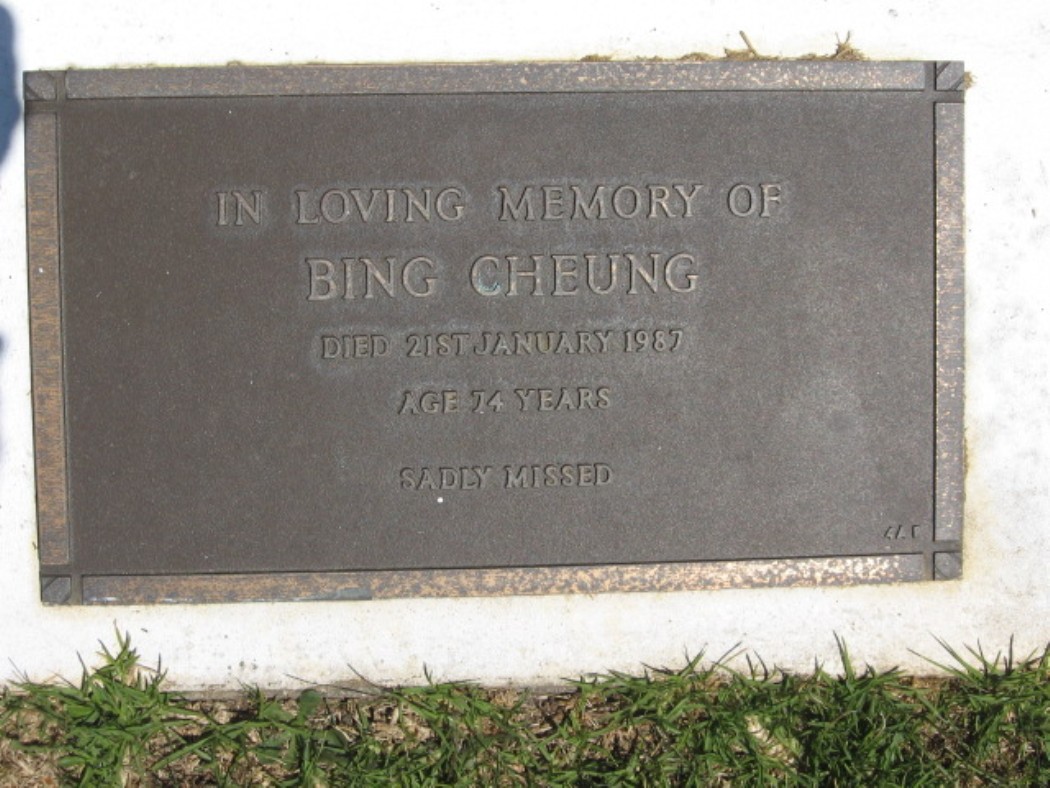 IN LOVING MEMORY OF
BING CHEUNG
DIED 21ST JANUARY 1987
AGE 74 YEARS
SADLY MISSED